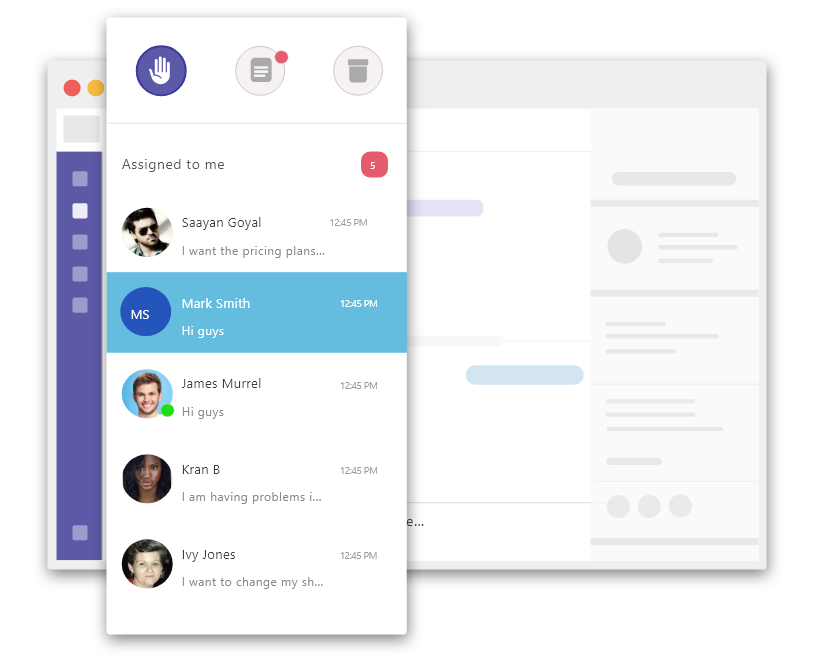 Assigned to me
5
Saayan Goyal
12:45 PM
I want the pricing plans...
MS
Mark Smith
12:45 PM
Hi guys
James Murrel
12:45 PM
Hi guys
Kran B
12:45 PM
I am having problems i...
Ivy Jones
12:45 PM
I want to change my sh...
e...